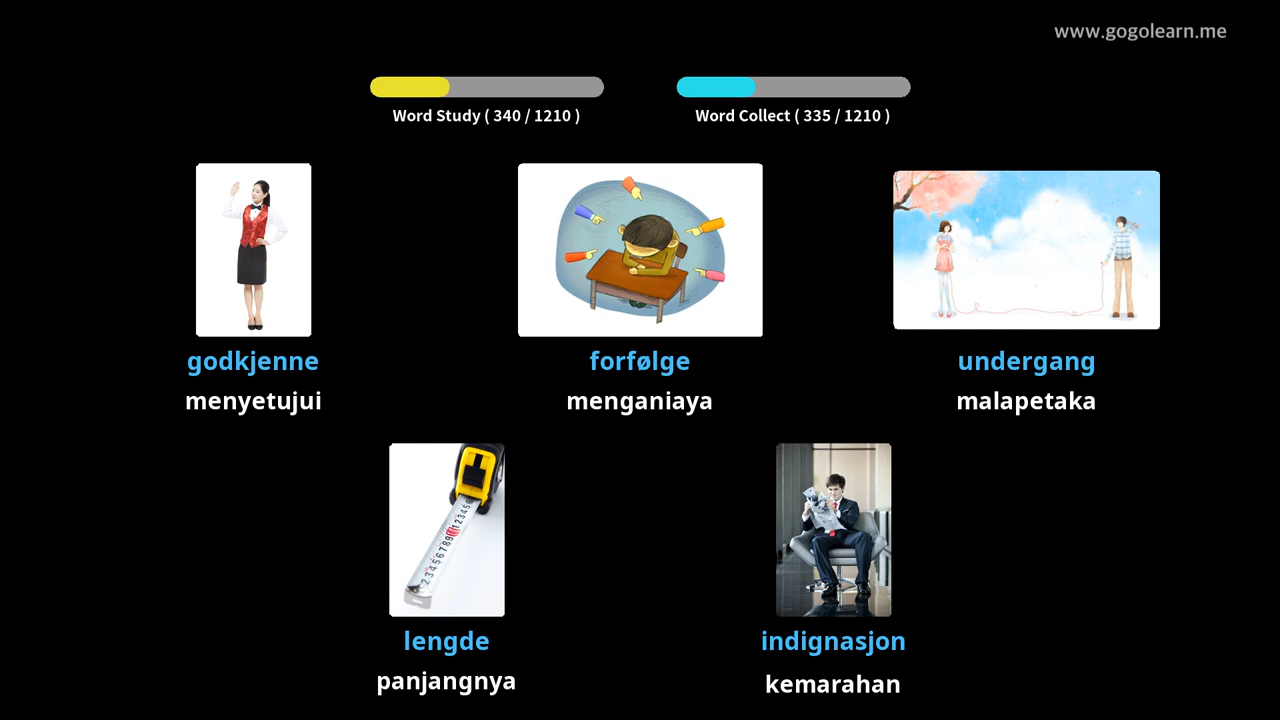 www.gogolearn.me
Word Study ( 340 / 1210 )
Word Collect ( 335 / 1210 )
godkjenne
menyetujui
forfølge
menganiaya
undergang
malapetaka
lengde
panjangnya
indignasjon
kemarahan